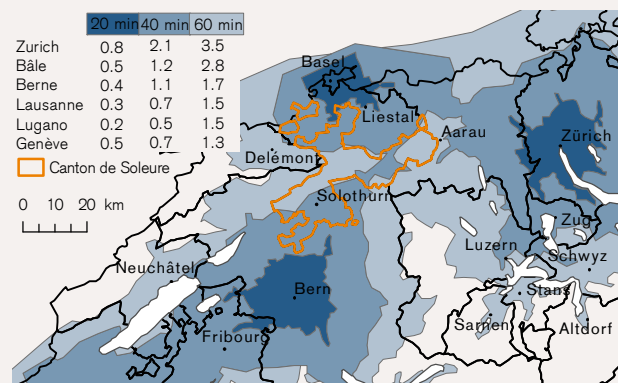 20 min 40 min 60 min
Zurich 0.8 2.1 3.5
Bâle 0.5 1.2 2.8
Berne 0.4 1.1 1.7
Lausanne 0.3 0.7 1.5
Lugano 0.2 0.5 1.5
Genève 0.5 0.7 1.3
Canton de Soleure
0 10 20 km
Basel
Liestal
Aarau
Zürich
Delémont
Solothurn
Zug
Luzern
Schwyz
Neuchâtel
Bern
Stans
Sarnen
Altdorf
Fribourg